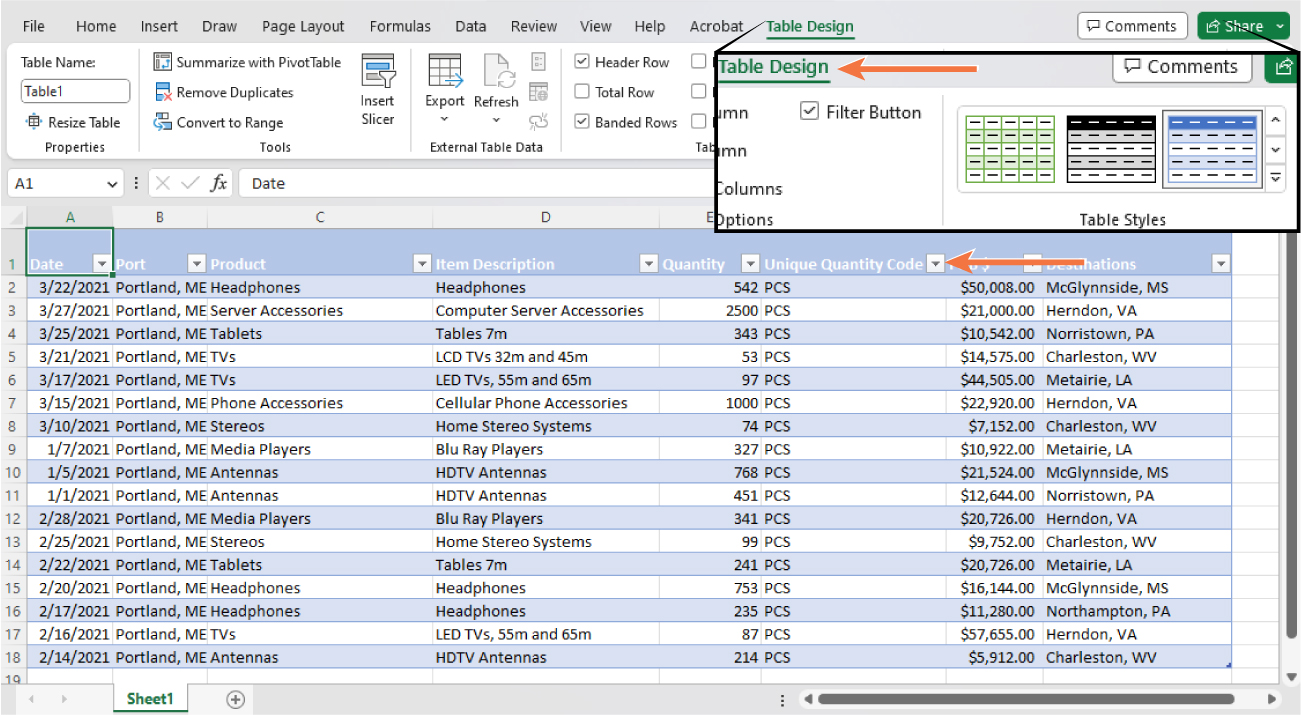 File Home Insert Draw Page Layout Formulas Data Review View Help Acrobat Table Design Comments Share
Table Name:
Table1
Resize Table
Properties
Summarize with PivotTable
Remove Duplicates
Convert to Range
Tools
Insert
Slicer
Export Refresh
External Table Data
Header Row
Total Row
Banded Rows
Tab
Table Design Comments
umn Filter Button
umn
Columns
Options Table Styles
A1 fx Date
A B C D E
1 Date Port Product Item Description Quantity Unique Quantity Code Destinations
2 3/22/2021 Portland, ME Headphones Headphones 542 PCS $50,008.00 McGlynnside, MS
3 3/27/2021 Portland, ME Server Accessories Computer Server Accessories 2500 PCS $21,000.00 Herndon, VA
4 3/25/2021 Portland, ME Tablets Tables 7m 343 PCS $10,542.00 Norristown, PA
5 3/21/2021 Portland, ME TVs LCD TVs 32m and 45m 53 PCS $14,575.00 Charleston, WV
6 3/17/2021 Portland, ME TVs LED TVs, 55m and 65m 97 PCS $44,505.00 Metairie, LA
7 3/15/2021 Portland, ME Phone Accessories Cellular Phone Accessories 1000 PCS $22,920.00 Herndon, VA
8 3/10/2021 Portland, ME Stereos Home Stereo Systems 74 PCS $7,152.00 Charleston, WV
9 1/7/2021 Portland, ME Media Players Blu Ray Players 327 PCS $10,922.00 Metairie, LA
10 1/5/2021 Portland, ME Antennas HDTV Antennas 768 PCS $21,524.00 McGlynnside, MS
11 1/1/2021 Portland, ME Antennas HDTV Antennas 451 PCS $12,644.00 Norristown, PA
12 2/28/2021 Portland, ME Media Players Blu Ray Players 341 PCS $20,726.00 Herndon, VA
13 2/25/2021 Portland, ME Stereos Home Stereo Systems 99 PCS $9,752.00 Charleston, WV
14 2/22/2021 Portland, ME Tablets Tables 7m 241 PCS $20,726.00 Metairie, LA
15 2/20/2021 Portland, ME Headphones Headphones 753 PCS $16,144.00 McGlynnside, MS
16 2/17/2021 Portland, ME Headphones Headphones 235 PCS $11,280.00 Northampton, PA
17 2/16/2021 Portland, ME TVs LED TVs, 55m and 65m 87 PCS $57,655.00 Herndon, VA
18 2/14/2021 Portland, ME Antennas HDTV Antennas 214 PCS $5,912.00 Charleston, WV
19
Sheet1